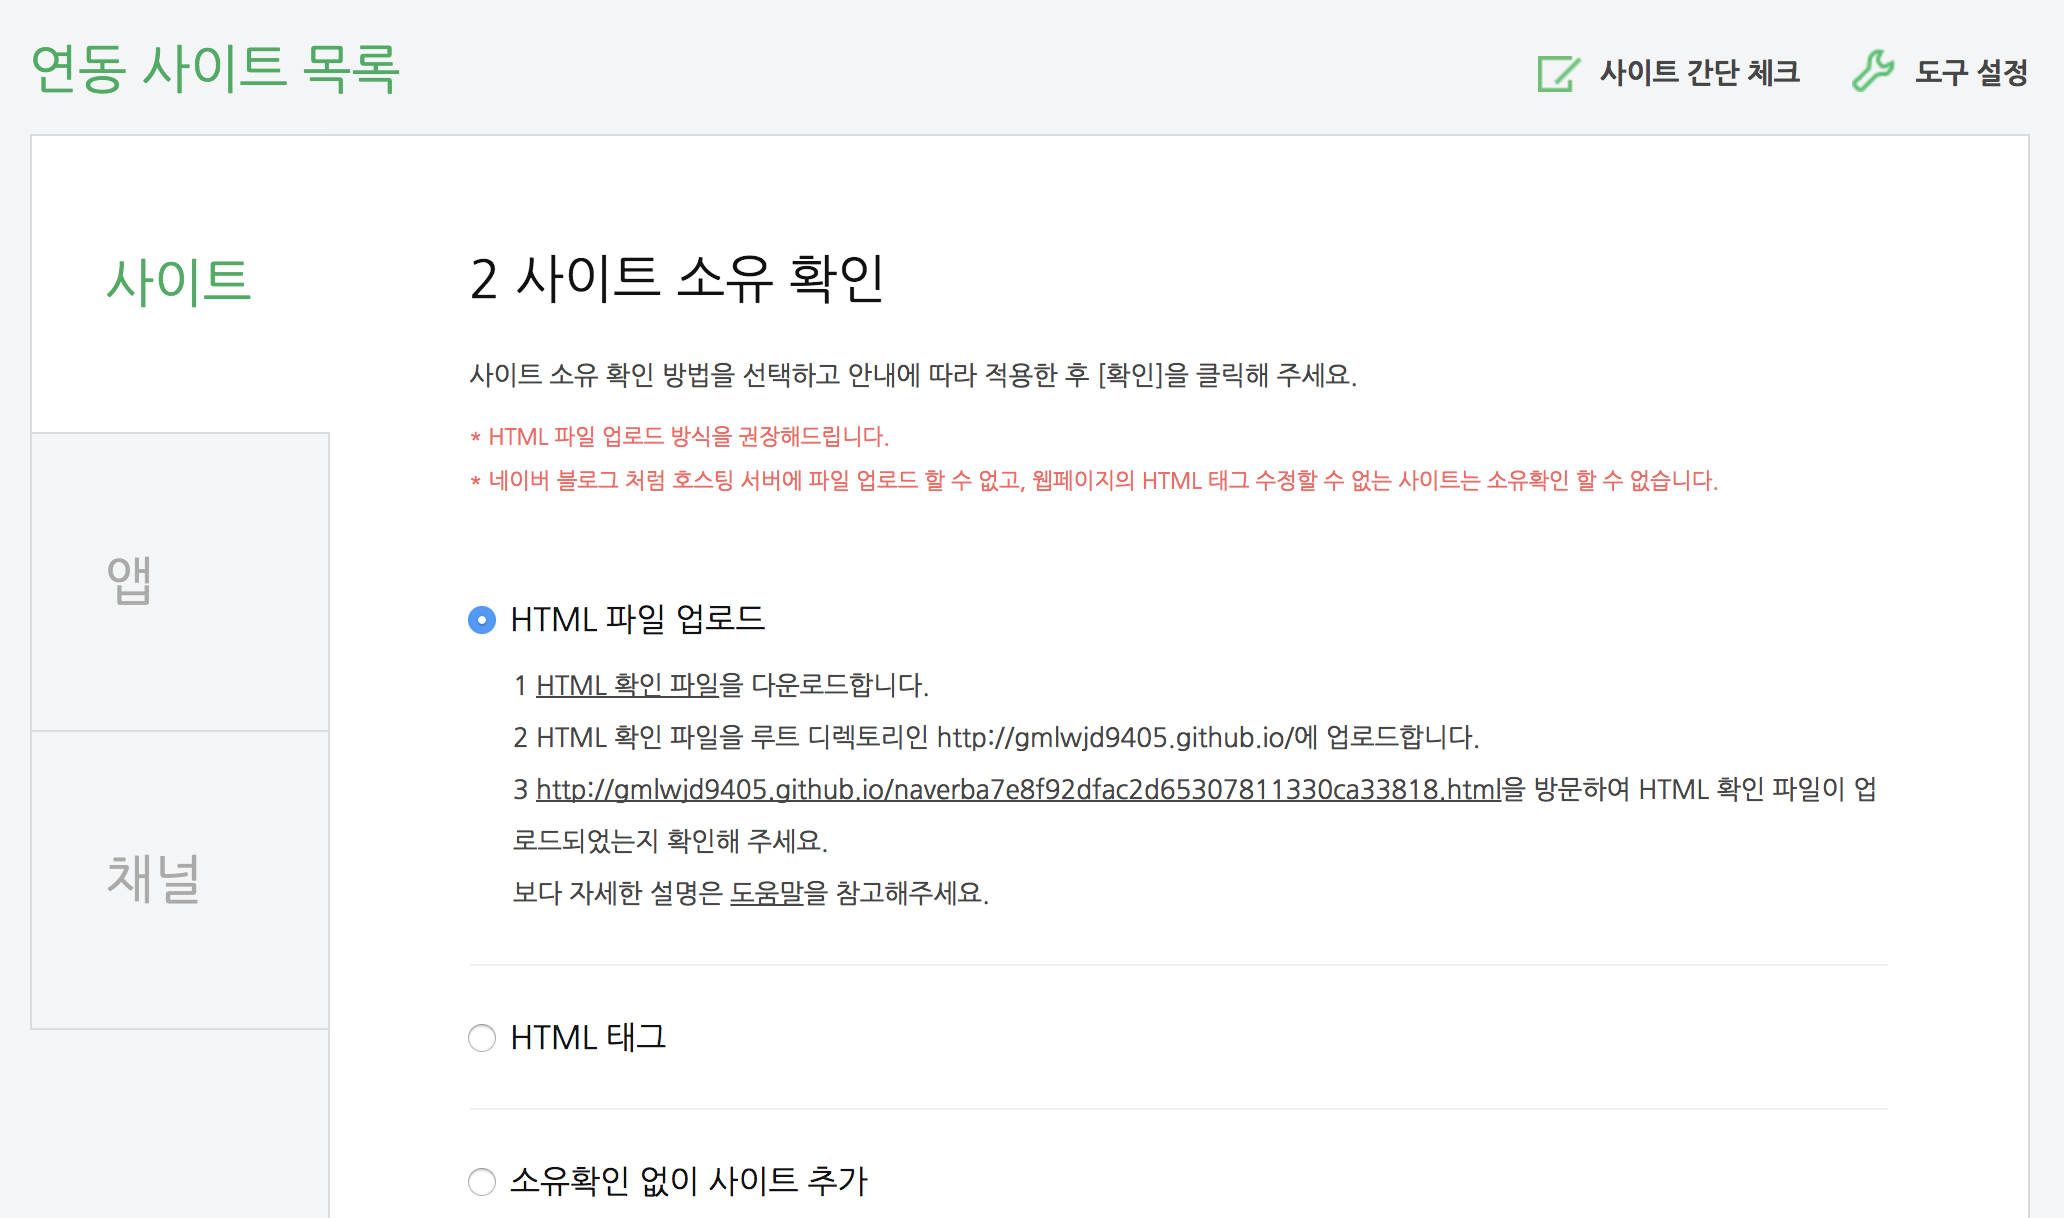 연동 사이트 목록
사이트 간단 체크
도구 설정
사이트
앱
채널
2 사이트 소유 확인
사이트 소유 확인 방법을 선택하고 안내에 따라 적용한 후 [확인]을 클릭해 주세요.
* HTML 파일 업로드 방식을 권장해드립니다.
* 네이버 블로그 처럼 호스팅 서버에 파일 업로드 할 수 없고, 웹페이지의 HTML 태그 수정할 수 없는 사이트는 소유확인 할 수 없습니다.
HTML 파일 업로드
1 HTML 확인 파일을 다운로드합니다.
2 HTML 확인 파일을 루트 디렉토리인 http://gmlwjd9405.github.io/에 업로드합니다.
3 http://gmlwjd9405.github.io/naverba7e8f92dfac2d65307811330ca33818.html을 방문하여 HTML 확인 파일이 업
로드되었는지 확인해 주세요.
보다 자세한 설명은 도움말을 참고해주세요.
HTML 태그
소유확인 없이 사이트 추가